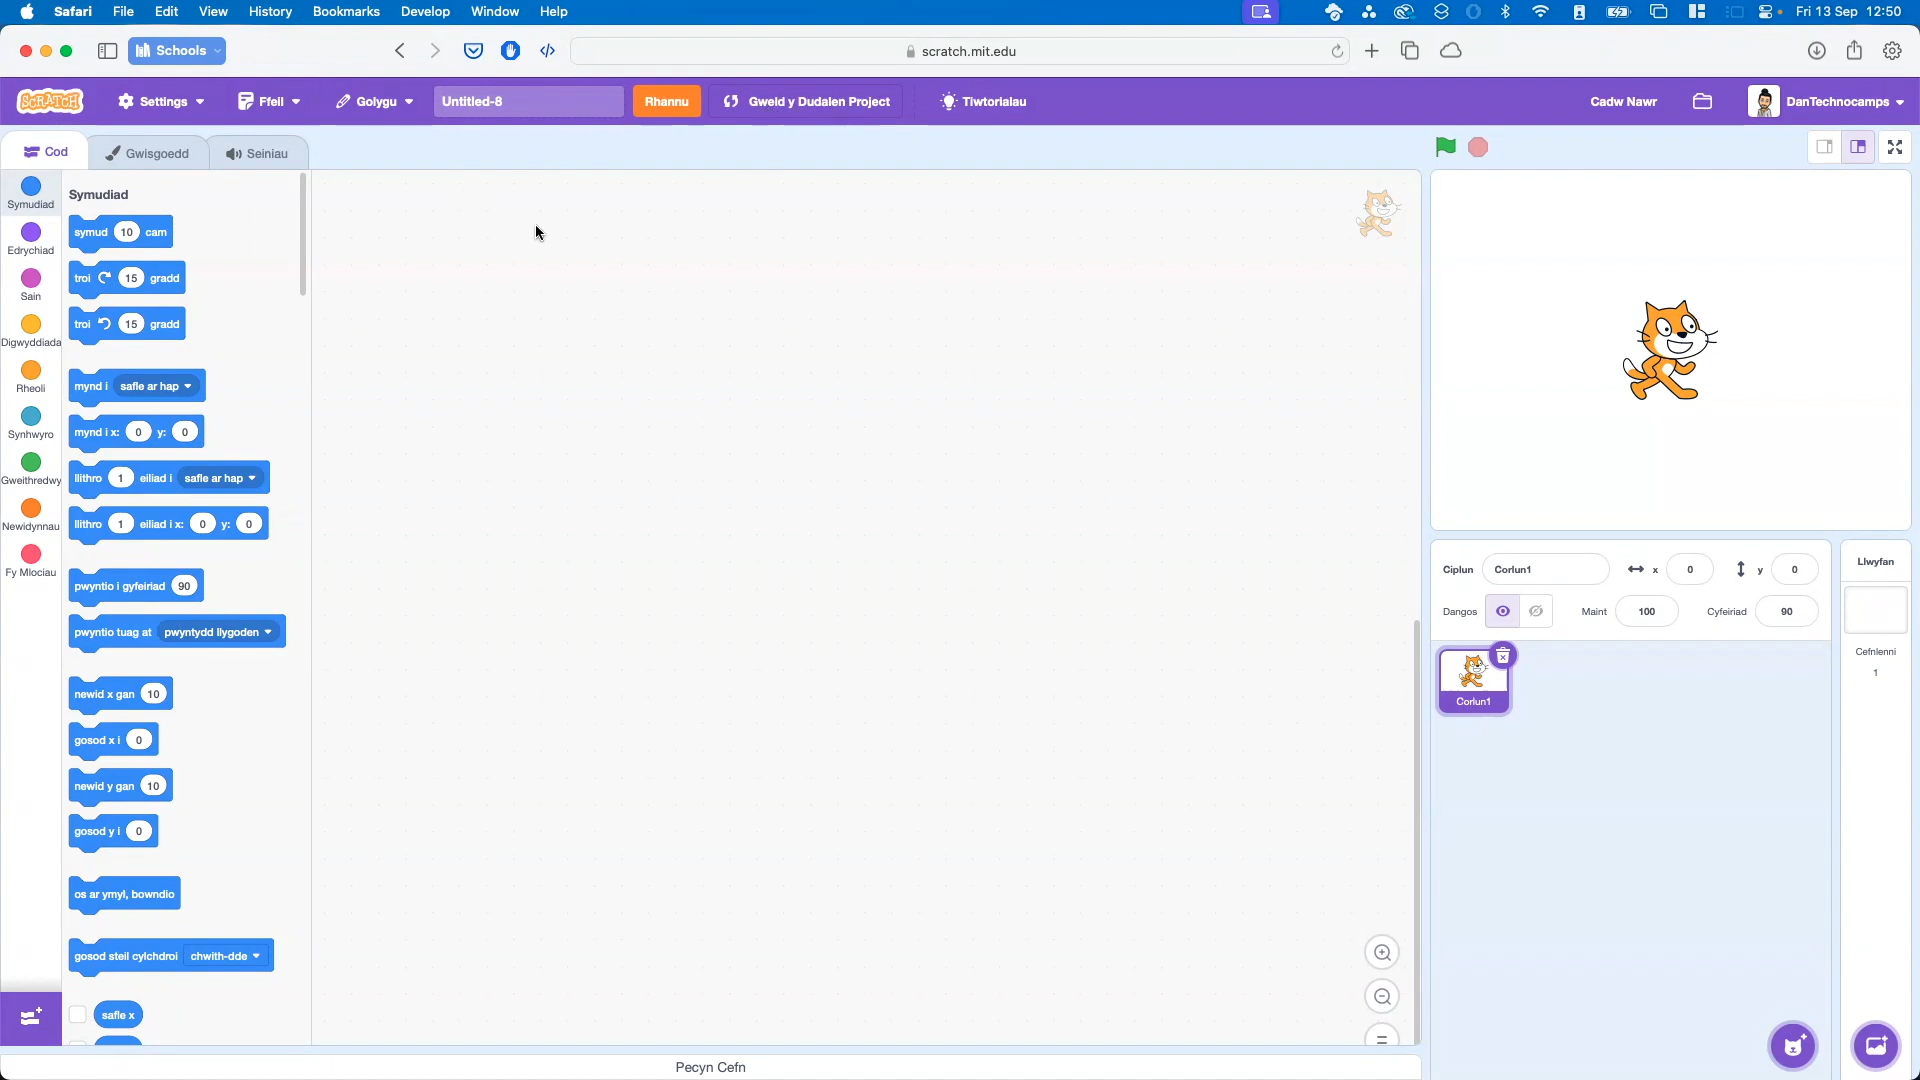 Safari File Edit View History Bookmarks Develop Window Help Fri 13 Sep 12:50
Schools scratch.mit.edu
SCRATCH Settings Ffeil Golygu Untitled-8 Rhannu Gweld y Dudalen Project Tiwtorialau Cadw Nawr DanTechnocamps
Cod Gwisgoedd Seiniau
Symudiad
Edrychiad
Sain
Digwyddiada
Rheoli
Synhwyro
Gweithredwy
Newidynnau
Fy Mlociau
Symudiad
symud 10 cam
troi 15 gradd
troi 15 gradd
mynd i safle ar hap
mynd i x: 0 y: 0
llithro 1 eiliad i safle ar hap
llithro 1 eiliad i x: 0 y: 0
pwyntio i gyfeiriad 90
pwyntio tuag at pwyntydd llygoden
newid x gan 10
gosod x i 0
newid y gan 10
gosod y i 0
os ar ymyl, bowndio
gosod steil cylchdroi chwith-dde
safle x
Pecyn Cefn
Ciplun Corlun1 x 0 y 0
Dangos Maint 100 Cyfeiriad 90
Corlun1
Llwyfan
Cefnlenni
1